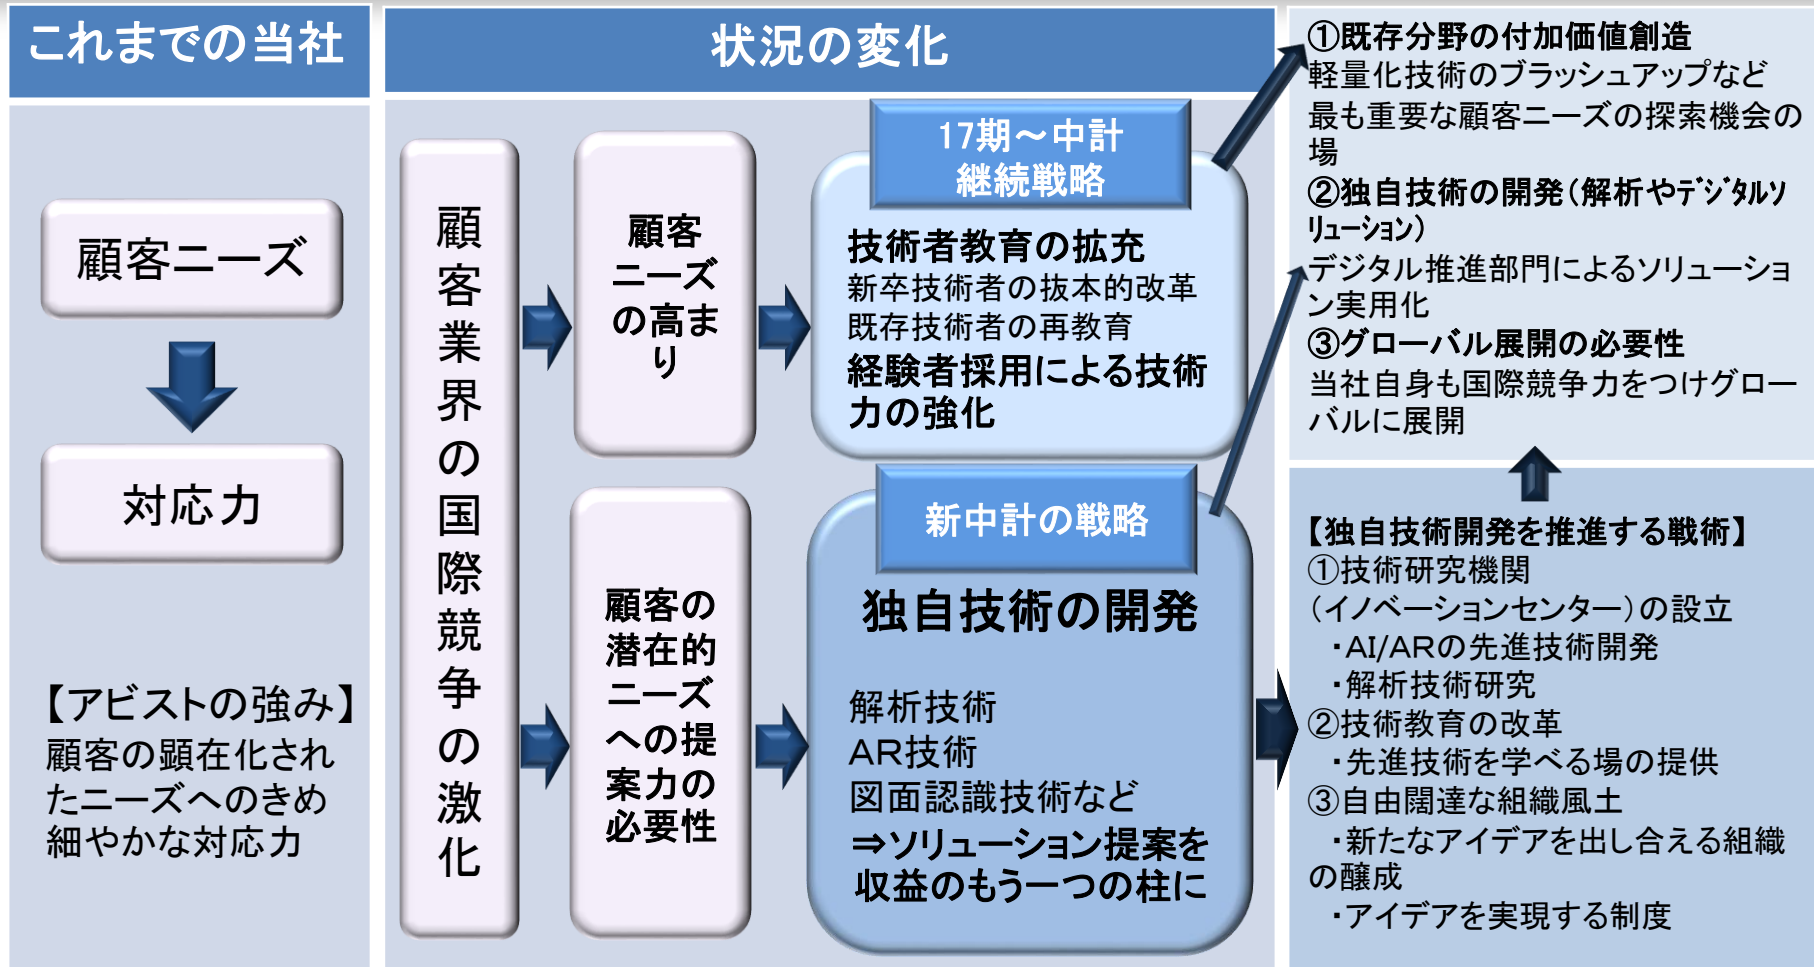 これまでの当社
顧客ニーズ
対応力
【アビストの強み】
顧客の顕在化され
たニーズへのきめ
細やかな対応力
状況の変化
顧客業界の国際競争の激化
顧客
ニーズ
の高ま
り
17期～中計
継続戦略
技術者教育の拡充
新卒技術者の抜本的改革
既存技術者の再教育
経験者採用による技術
力の強化
顧客の
潜在的
ニーズ
への提
案力の
必要性
新中計の戦略
独自技術の開発
解析技術
AR技術
図面認識技術など
⇒ソリューション提案を
収益のもう一つの柱に
①既存分野の付加価値創造
軽量化技術のブラッシュアップなど
最も重要な顧客ニーズの探索機会の
場
②独自技術の開発（解析やﾃﾞｼﾞﾀﾙｿ
ﾘｭｰｼｮﾝ）
デジタル推進部門によるソリューショ
ン実用化
③グローバル展開の必要性
当社自身も国際競争力をつけグロー
バルに展開
【独自技術開発を推進する戦術】
①技術研究機関
（イノベーションセンター）の設立
・AI/ARの先進技術開発
・解析技術研究
②技術教育の改革
・先進技術を学べる場の提供
③自由闊達な組織風土
・新たなアイデアを出し合える組織
の醸成
・アイデアを実現する制度